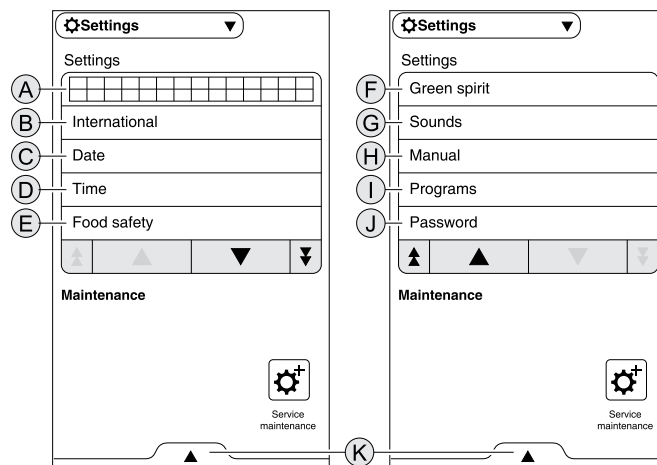 Settings
Settings
A
B International
C Date
D Time
E Food safety
Maintenance
Service
maintenance
Settings
Settings
F Green spirit
G Sounds
H Manual
I Programs
J Password
Maintenance
Service
maintenance
K